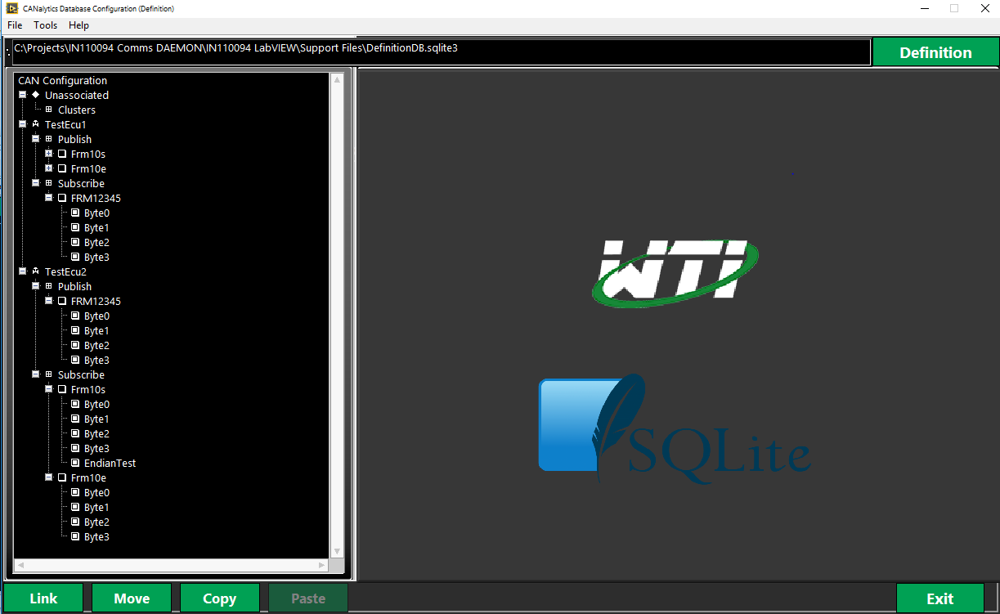 CANalytics Database Configuration (Definition)
File Tools Help
C:\Projects\IN110094 Comms DAEMON\IN110094 LabVIEW\Support Files\DefinitionDB.sqlite3
Definition
CAN Configuration
Unassociated
Clusters
TestEcu1
Publish
Frm10s
Frm10e
Subscribe
FRM12345
Byte0
Byte1
Byte2
Byte3
TestEcu2
Publish
FRM12345
Byte0
Byte1
Byte2
Byte3
Subscribe
Frm10s
Byte0
Byte1
Byte2
Byte3
EndianTest
Frm10e
Byte0
Byte1
Byte2
Byte3
WTI
SQLite
Link Move Copy Paste Exit